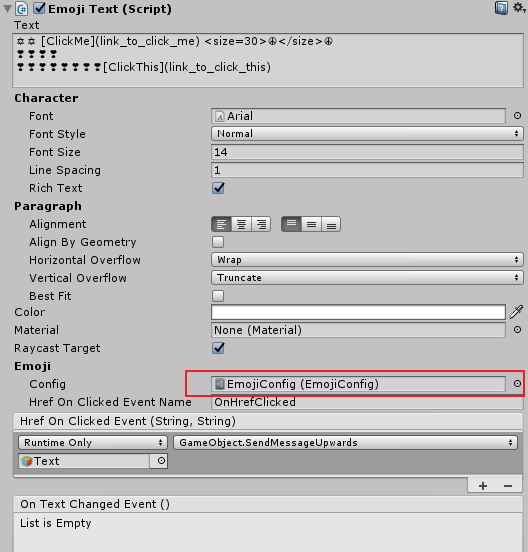 Emoji Text (Script)
Text
✡✡ [ClickMe](link_to_click_me) <size=30>☮</size>☮
❣❣❣❣
❣❣❣❣❣❣❣❣[ClickThis](link_to_click_this)
Character
Font Arial
Font Style Normal
Font Size 14
Line Spacing 1
Rich Text
Paragraph
Alignment
Align By Geometry
Horizontal Overflow Wrap
Vertical Overflow Truncate
Best Fit
Color
Material None (Material)
Raycast Target
Emoji
Config EmojiConfig (EmojiConfig)
Href On Clicked Event Name OnHrefClicked
Href On Clicked Event (String, String)
Runtime Only GameObject.SendMessageUpwards
Text
+ −
On Text Changed Event ()
List is Empty